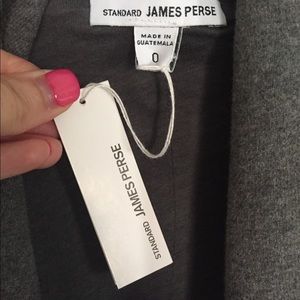 STANDARD JAMES PERSE
MADE IN
GUATEMALA
0
STANDARD JAMES PERSE